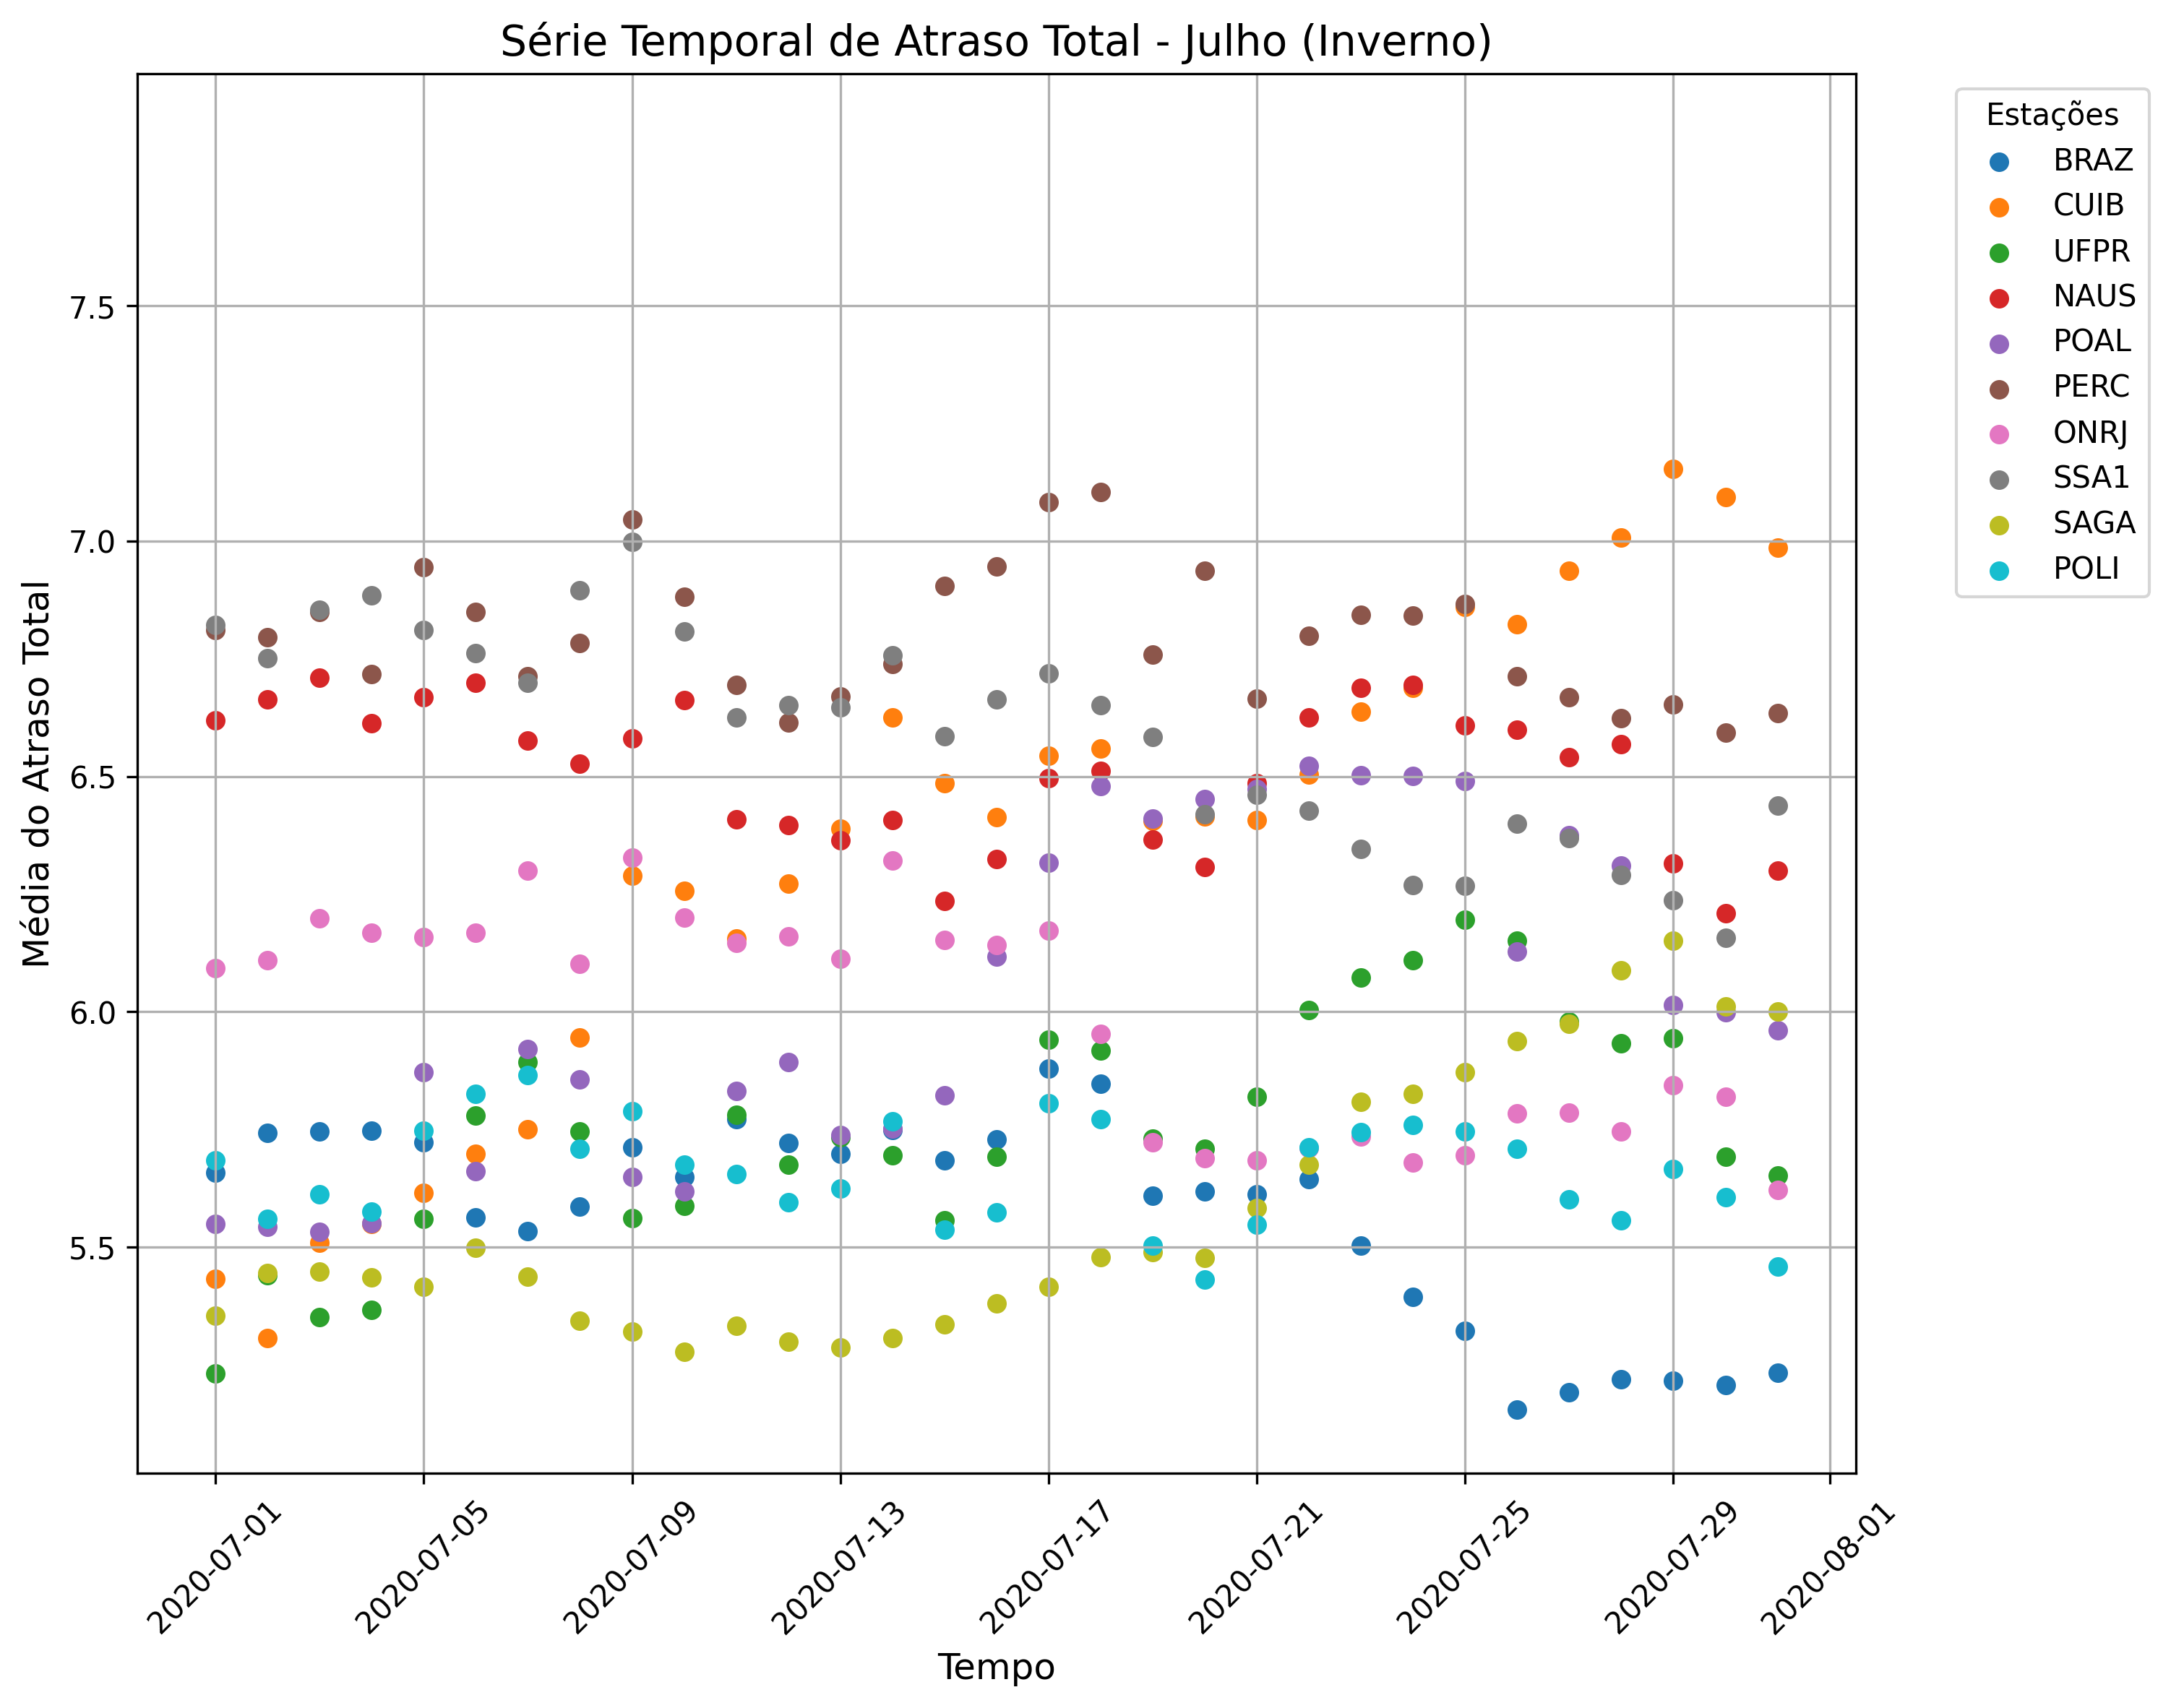 Série Temporal de Atraso Total - Julho (Inverno)
Média do Atraso Total
7.5
7.0
6.5
6.0
5.5
2020-07-01
2020-07-05
2020-07-09
2020-07-13
2020-07-17
2020-07-21
2020-07-25
2020-07-29
2020-08-01
Tempo
Estações
BRAZ
CUIB
UFPR
NAUS
POAL
PERC
ONRJ
SSA1
SAGA
POLI